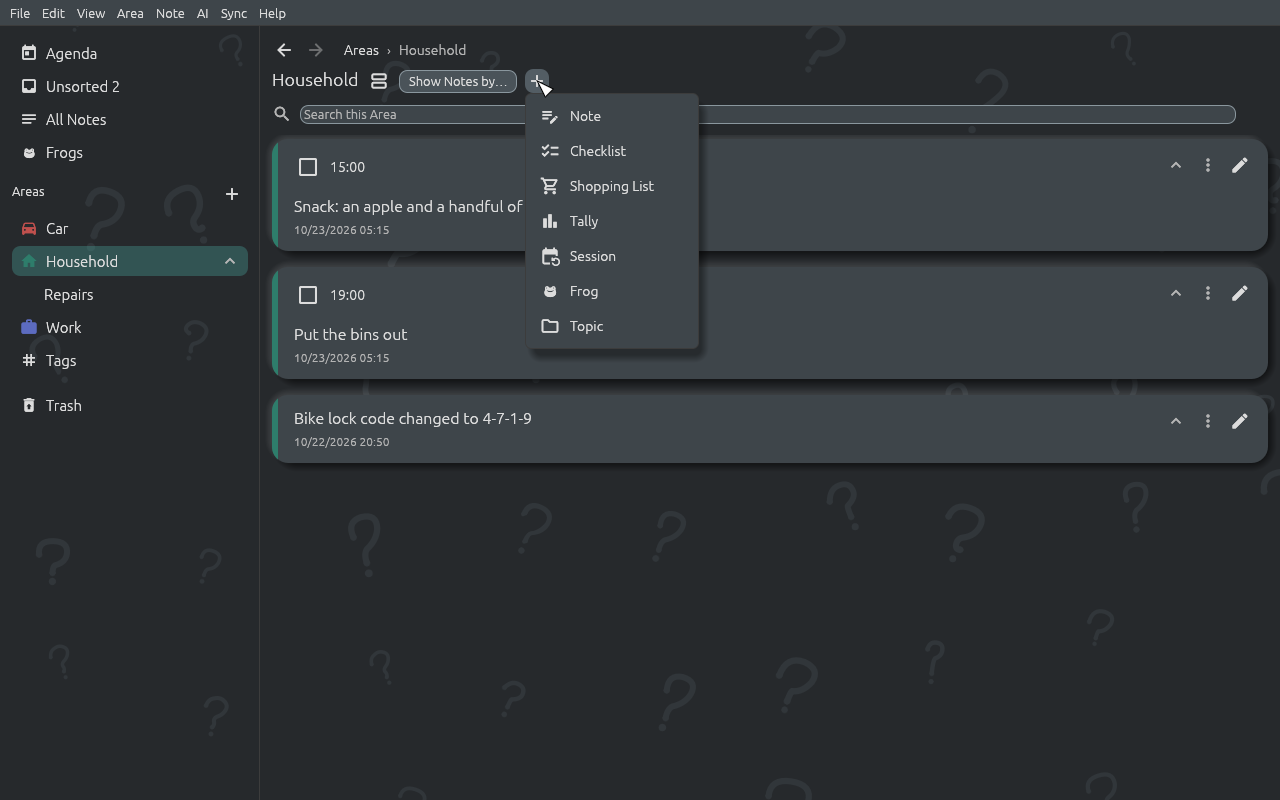 File Edit View Area Note AI Sync Help
Agenda
Unsorted 2
All Notes
Frogs
Areas
Car
Household
Repairs
Work
Tags
Trash
Areas › Household
Household Show Notes by...
Search this Area
Note
Checklist
Shopping List
Tally
Session
Frog
Topic
15:00
Snack: an apple and a handful of
10/23/2026 05:15
19:00
Put the bins out
10/23/2026 05:15
Bike lock code changed to 4-7-1-9
10/22/2026 20:50